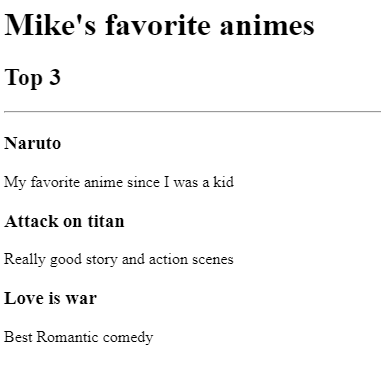 Mike's favorite animes
Top 3
Naruto
My favorite anime since I was a kid
Attack on titan
Really good story and action scenes
Love is war
Best Romantic comedy